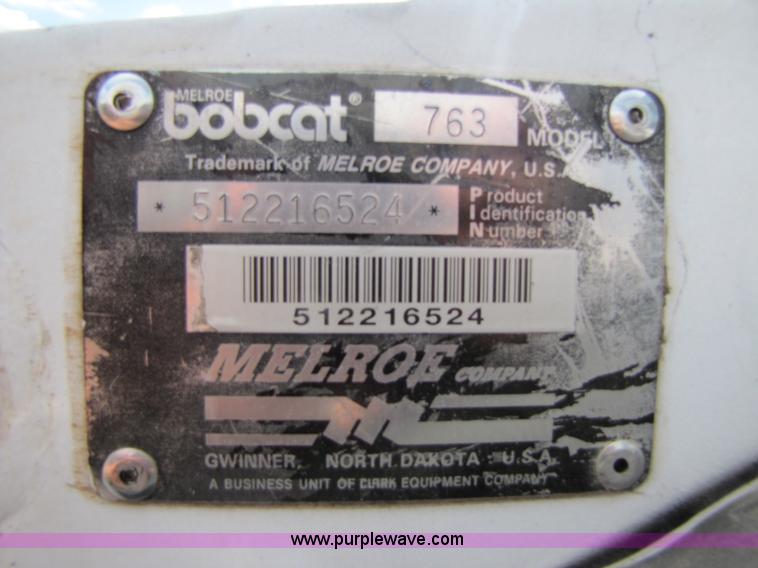 MELROE
bobcat® 763 MODEL
Trademark of MELROE COMPANY, U.S.A.
* 512216524 * Product Identification Number
512216524
MELROE COMPANY
GWINNER, NORTH DAKOTA - U.S.A.
A BUSINESS UNIT OF CLARK EQUIPMENT COMPANY
www.purplewave.com